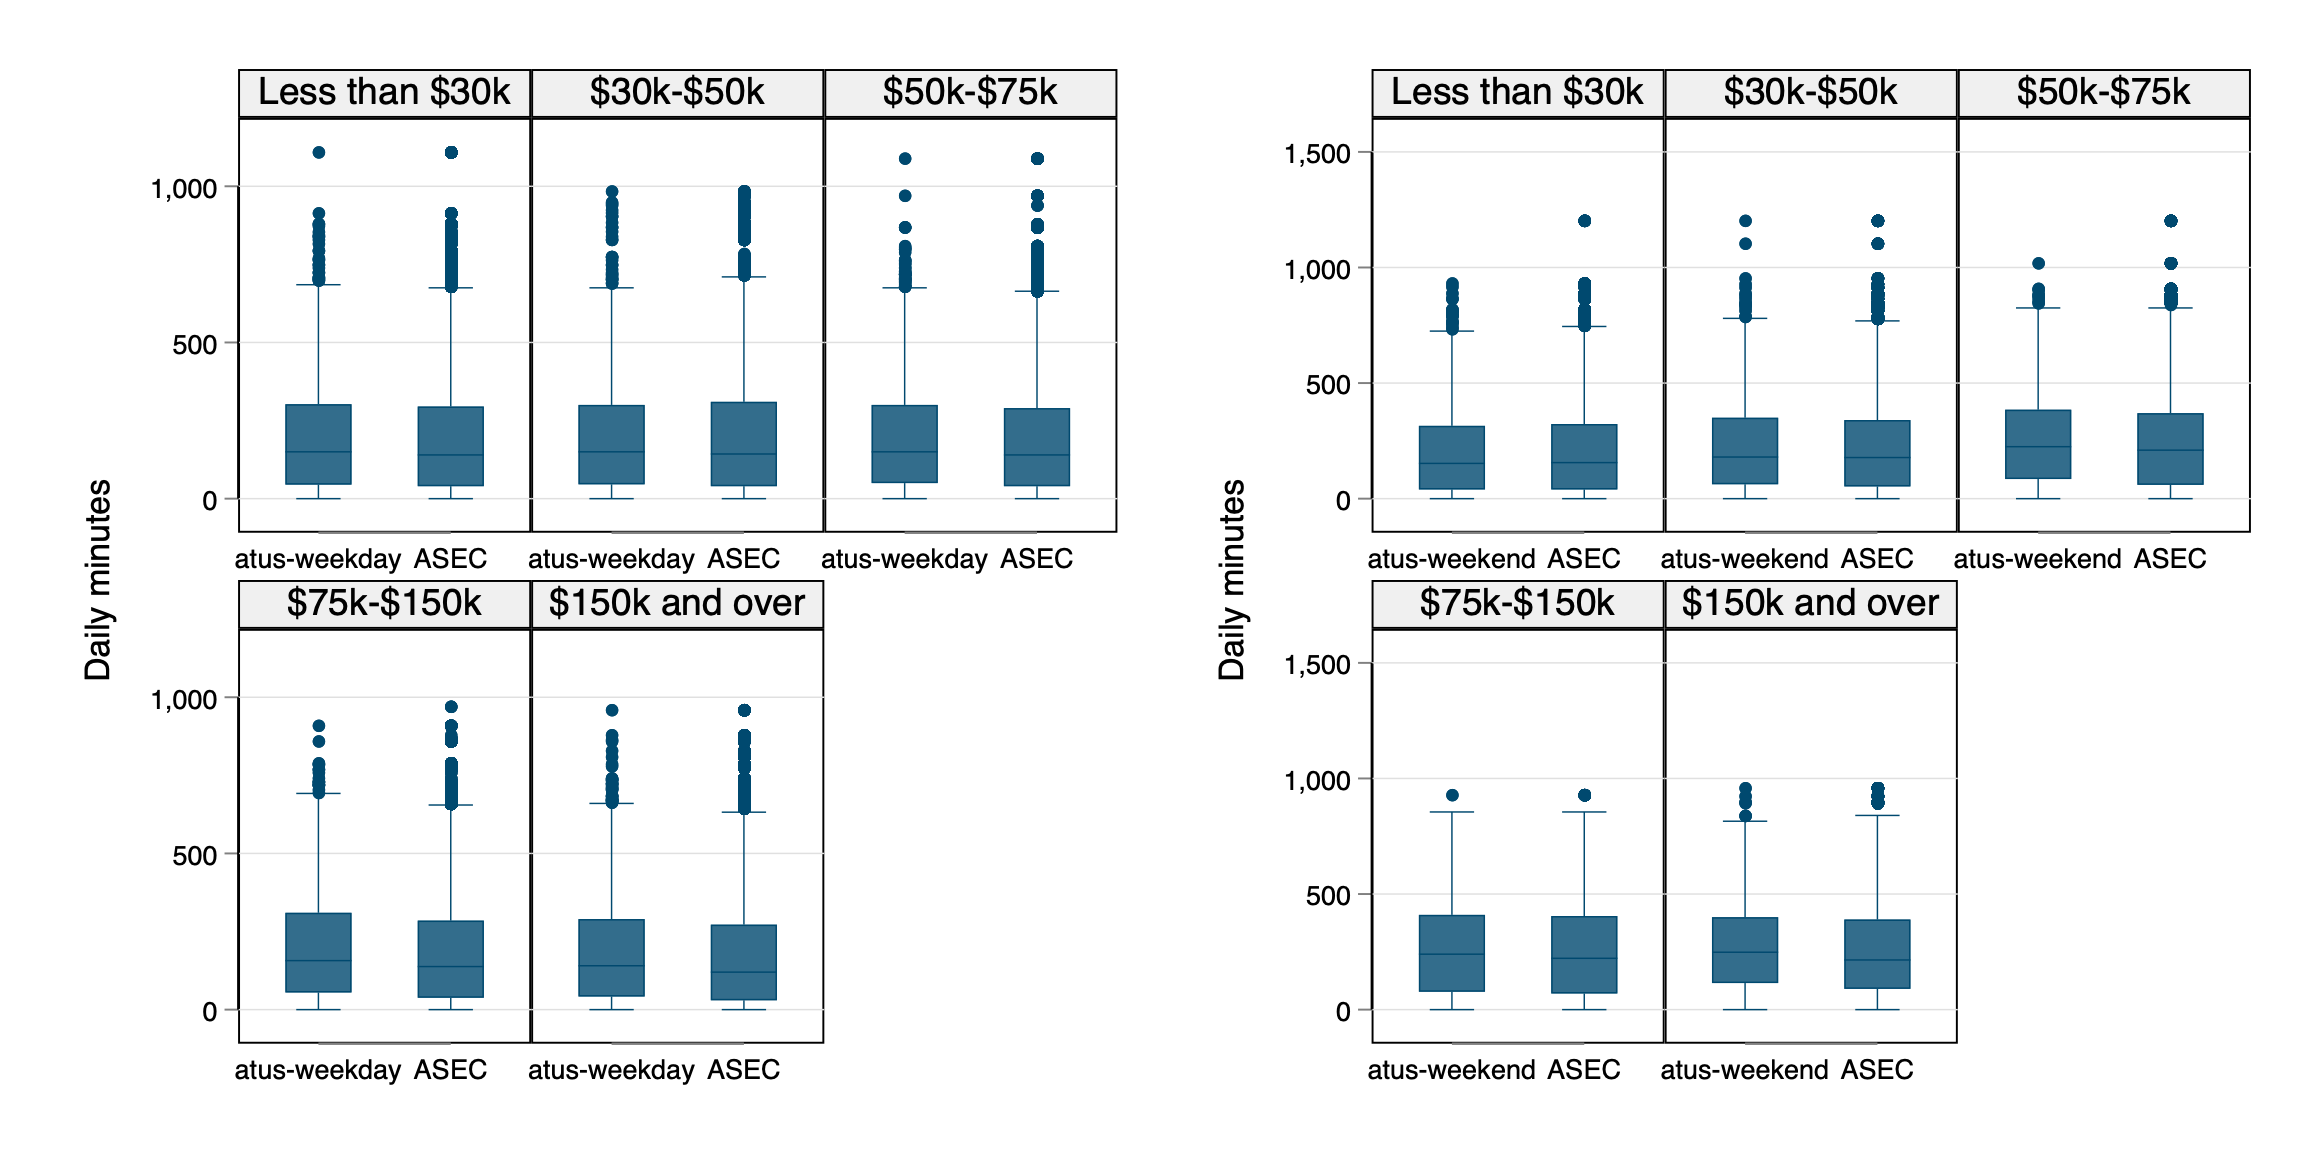 Daily minutes
Less than $30k $30k-$50k $50k-$75k
1,000
500
0
atus-weekday ASEC atus-weekday ASEC atus-weekday ASEC
$75k-$150k $150k and over
1,000
500
0
atus-weekday ASEC atus-weekday ASEC
Daily minutes
Less than $30k $30k-$50k $50k-$75k
1,500
1,000
500
0
atus-weekend ASEC atus-weekend ASEC atus-weekend ASEC
$75k-$150k $150k and over
1,500
1,000
500
0
atus-weekend ASEC atus-weekend ASEC